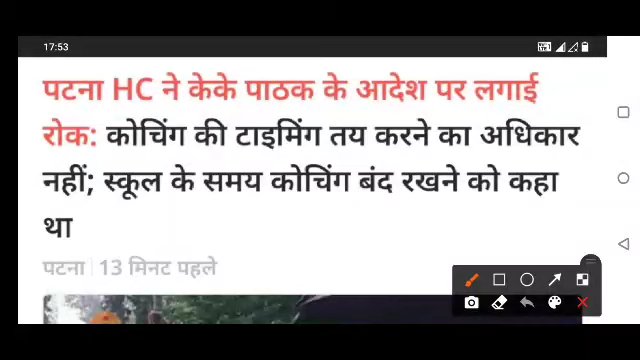 17:53
पटना HC ने केके पाठक के आदेश पर लगाई
रोक: कोचिंग की टाइमिंग तय करने का अधिकार
नहीं; स्कूल के समय कोचिंग बंद रखने को कहा
था
पटना | 13 मिनट पहले